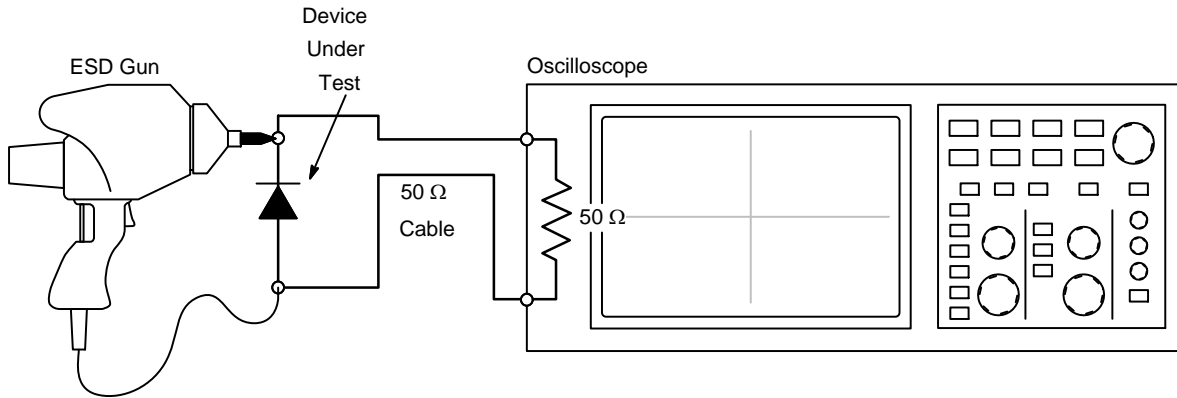 Device
Under
Test
ESD Gun
Oscilloscope
50 Ω
Cable
50 Ω